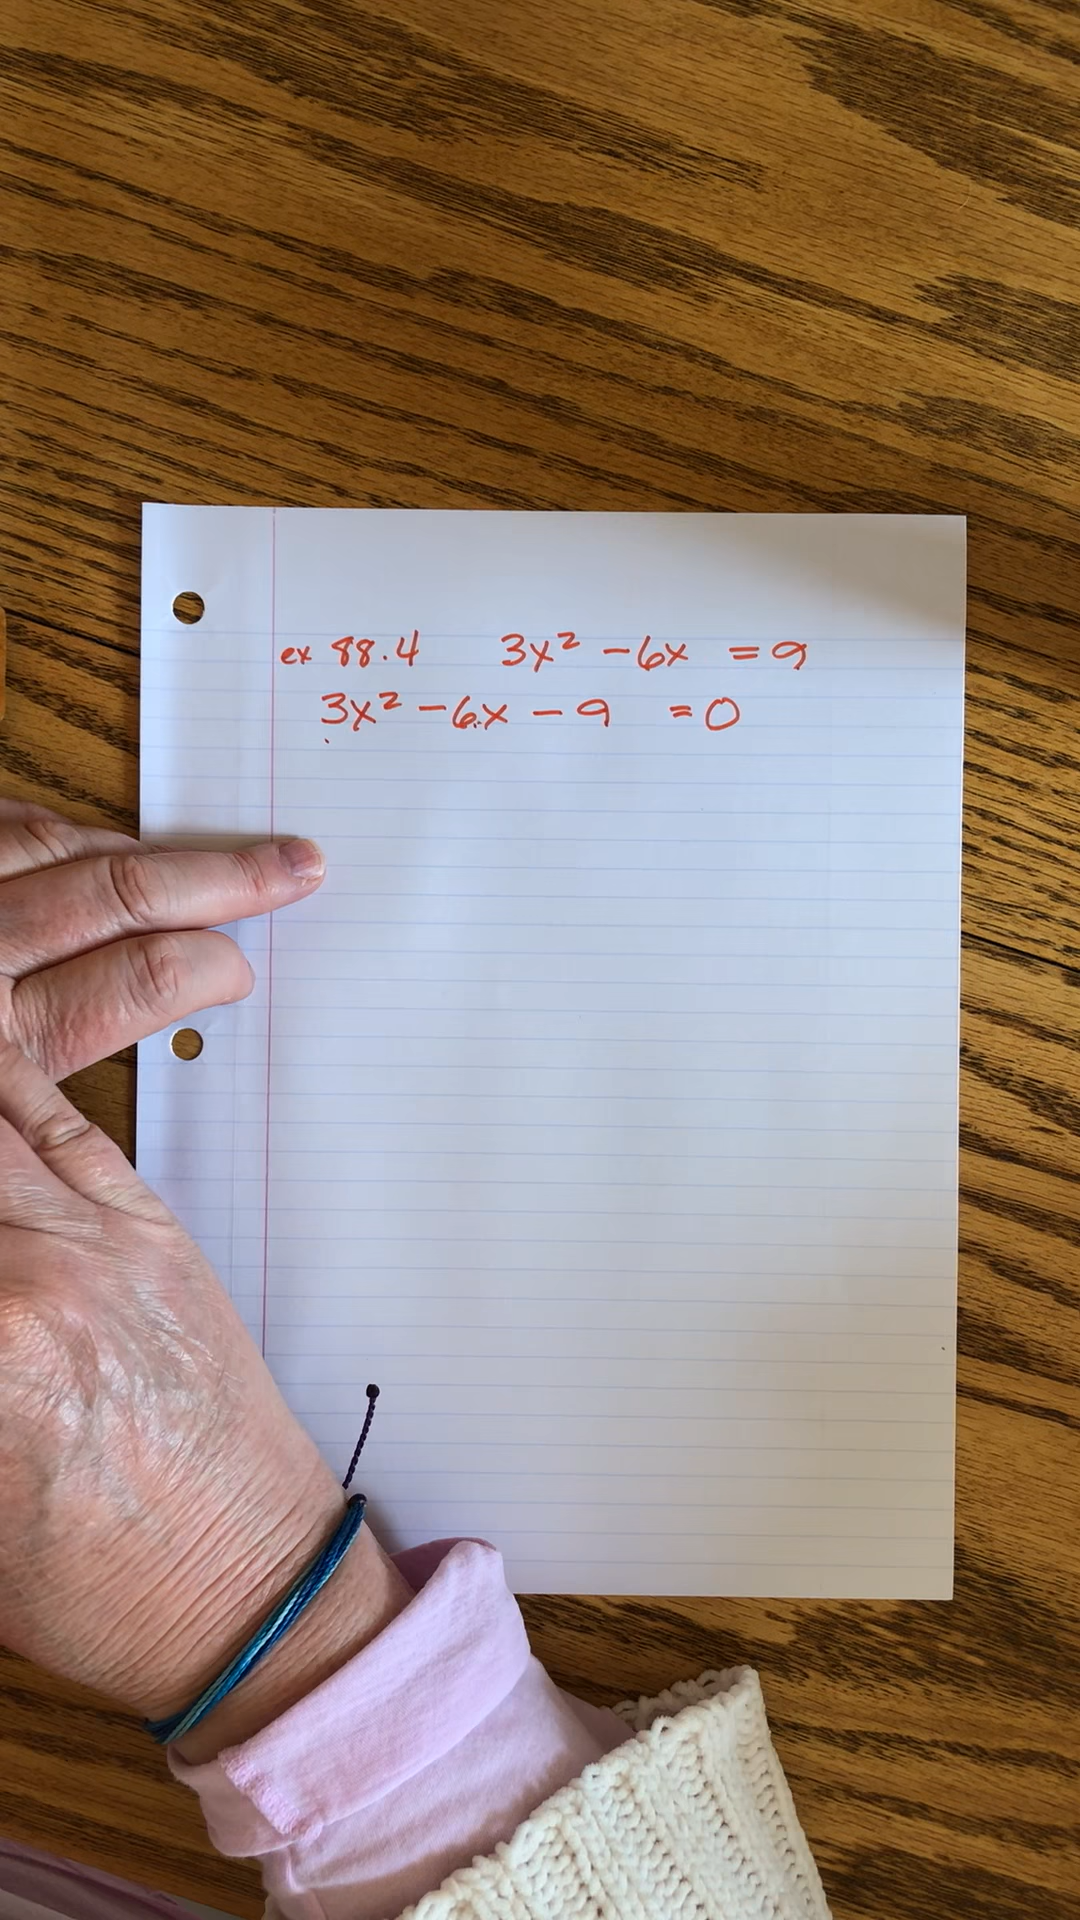 ex 88.4 3x² - 6x = 9
3x² - 6x - 9 = 0